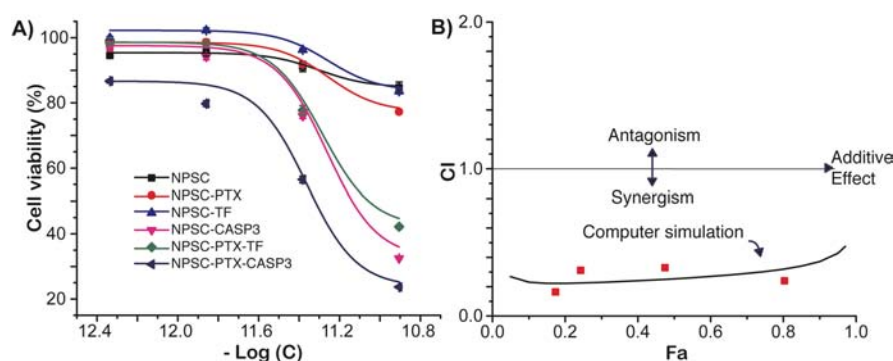 A)
Cell viability (%)
100
80
60
40
20
NPSC
NPSC-PTX
NPSC-TF
NPSC-CASP3
NPSC-PTX-TF
NPSC-PTX-CASP3
12.4 12.0 11.6 11.2 10.8
- Log (C)
B)
CI
2.0
1.0
0.0
Antagonism
Additive
Effect
Synergism
Computer simulation
0.0 0.2 0.4 0.6 0.8 1.0
Fa